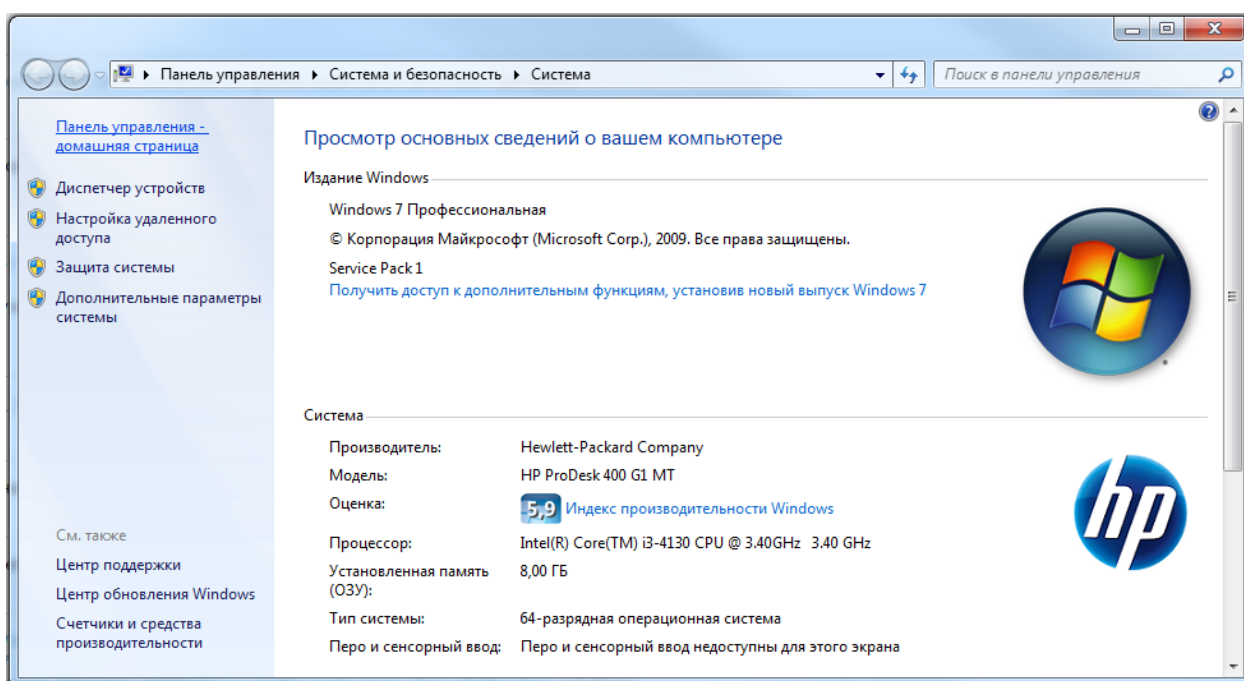 Панель управления ▸ Система и безопасность ▸ Система
Поиск в панели управления
Панель управления -
домашняя страница
Диспетчер устройств
Настройка удаленного
доступа
Защита системы
Дополнительные параметры
системы
См. также
Центр поддержки
Центр обновления Windows
Счетчики и средства
производительности
Просмотр основных сведений о вашем компьютере
Издание Windows
Windows 7 Профессиональная
© Корпорация Майкрософт (Microsoft Corp.), 2009. Все права защищены.
Service Pack 1
Получить доступ к дополнительным функциям, установив новый выпуск Windows 7
Система
Производитель: Hewlett-Packard Company
Модель: HP ProDesk 400 G1 MT
Оценка: 5,9 Индекс производительности Windows
Процессор: Intel(R) Core(TM) i3-4130 CPU @ 3.40GHz 3.40 GHz
Установленная память 8,00 ГБ
(ОЗУ):
Тип системы: 64-разрядная операционная система
Перо и сенсорный ввод: Перо и сенсорный ввод недоступны для этого экрана
hp